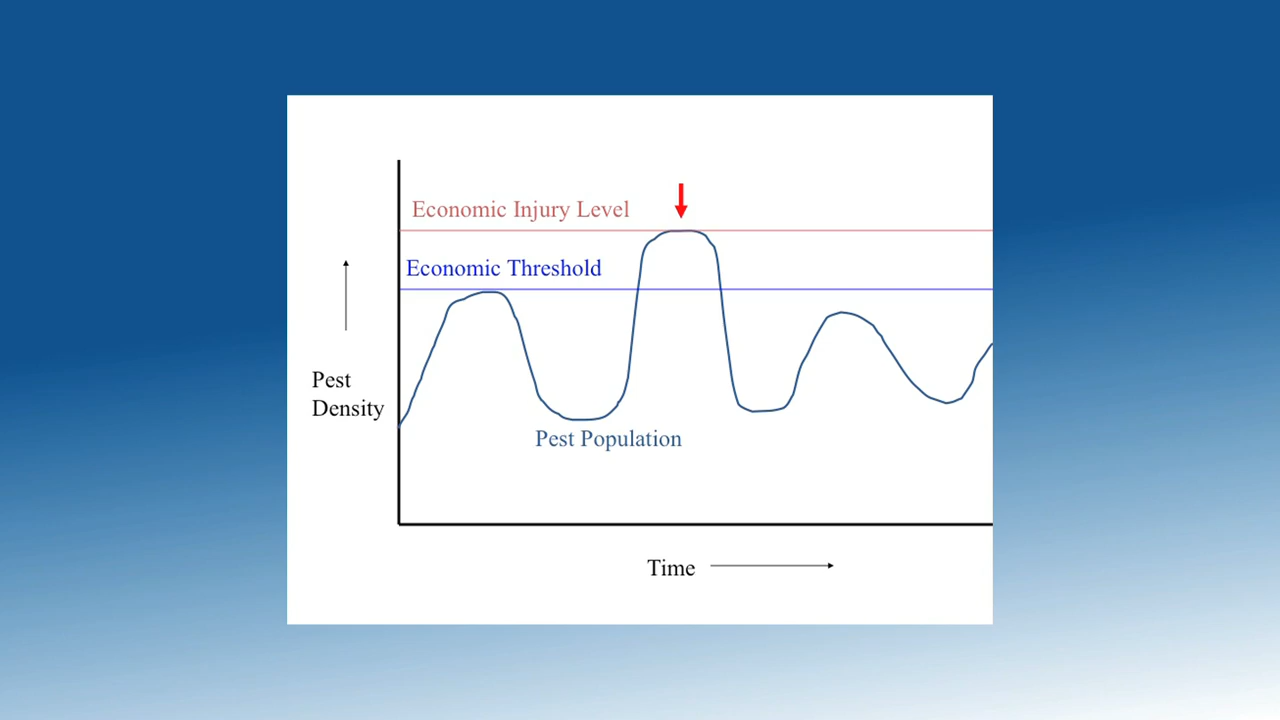 Economic Injury Level
Economic Threshold
Pest
Density
Pest Population
Time